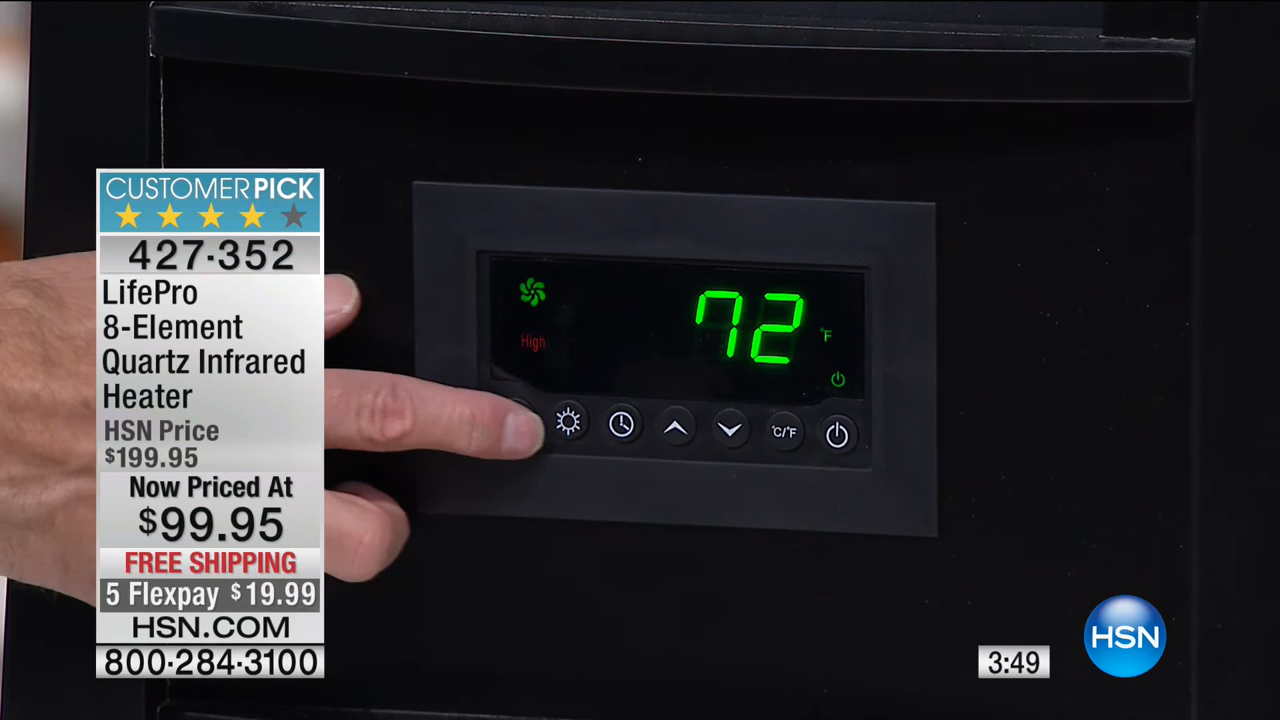 CUSTOMER PICK
427·352
LifePro
8-Element
Quartz Infrared
Heater
HSN Price
$199.95
Now Priced At
$99.95
FREE SHIPPING
5 Flexpay $19.99
HSN.COM
800·284·3100
72
°F
High
°C/°F
3:49
HSN